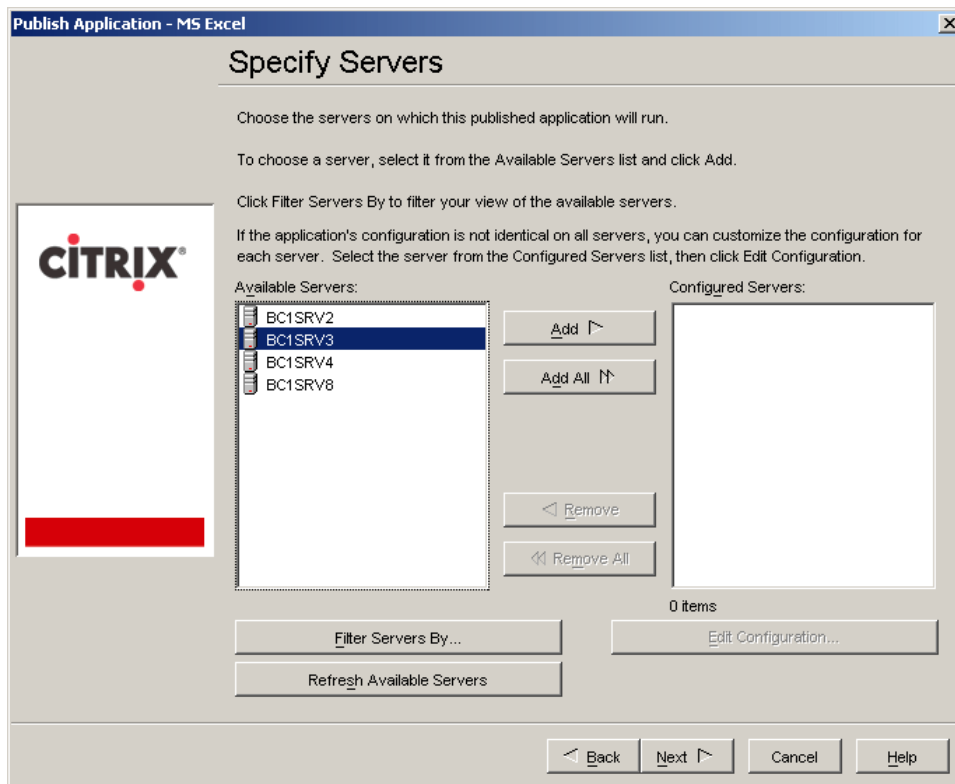 Publish Application - MS Excel
Specify Servers
Choose the servers on which this published application will run.
To choose a server, select it from the Available Servers list and click Add.
Click Filter Servers By to filter your view of the available servers.
If the application's configuration is not identical on all servers, you can customize the configuration for
each server. Select the server from the Configured Servers list, then click Edit Configuration.
CİTRIX®
Available Servers:
Configured Servers:
BC1SRV2
BC1SRV3
BC1SRV4
BC1SRV8
Add
Add All
Remove
Remove All
0 items
Filter Servers By...
Edit Configuration...
Refresh Available Servers
Back
Next
Cancel
Help